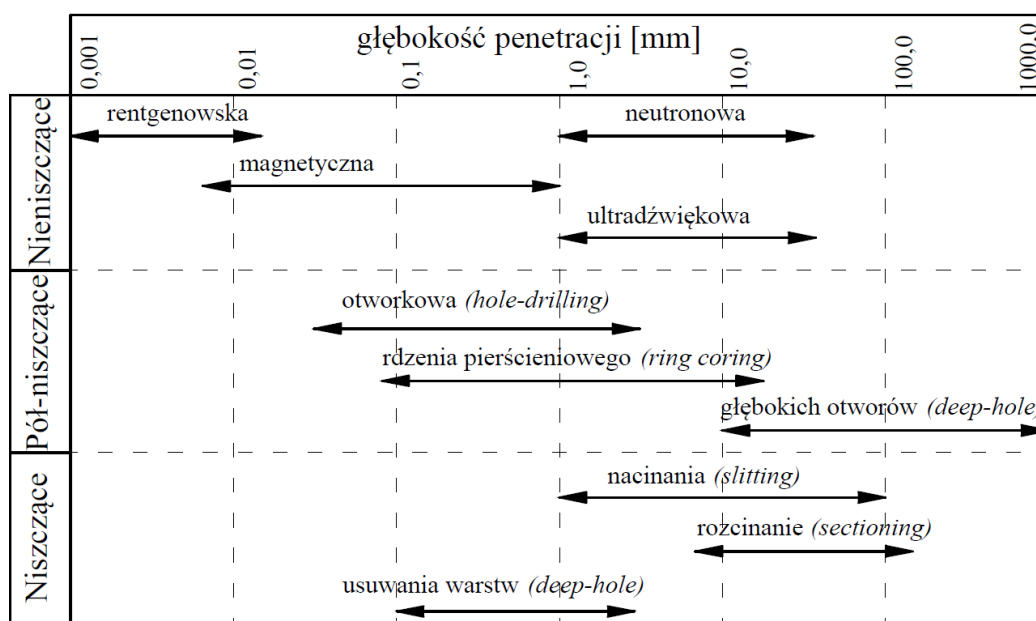 głębokość penetracji [mm]
0,001
0,01
0,1
1,0
10,0
100,0
1000,0
Nieniszczące
rentgenowska
neutronowa
magnetyczna
ultradźwiękowa
Pół-niszczące
otworkowa (hole-drilling)
rdzenia pierścieniowego (ring coring)
głębokich otworów (deep-hole)
Niszczące
nacinania (slitting)
rozcinanie (sectioning)
usuwania warstw (deep-hole)